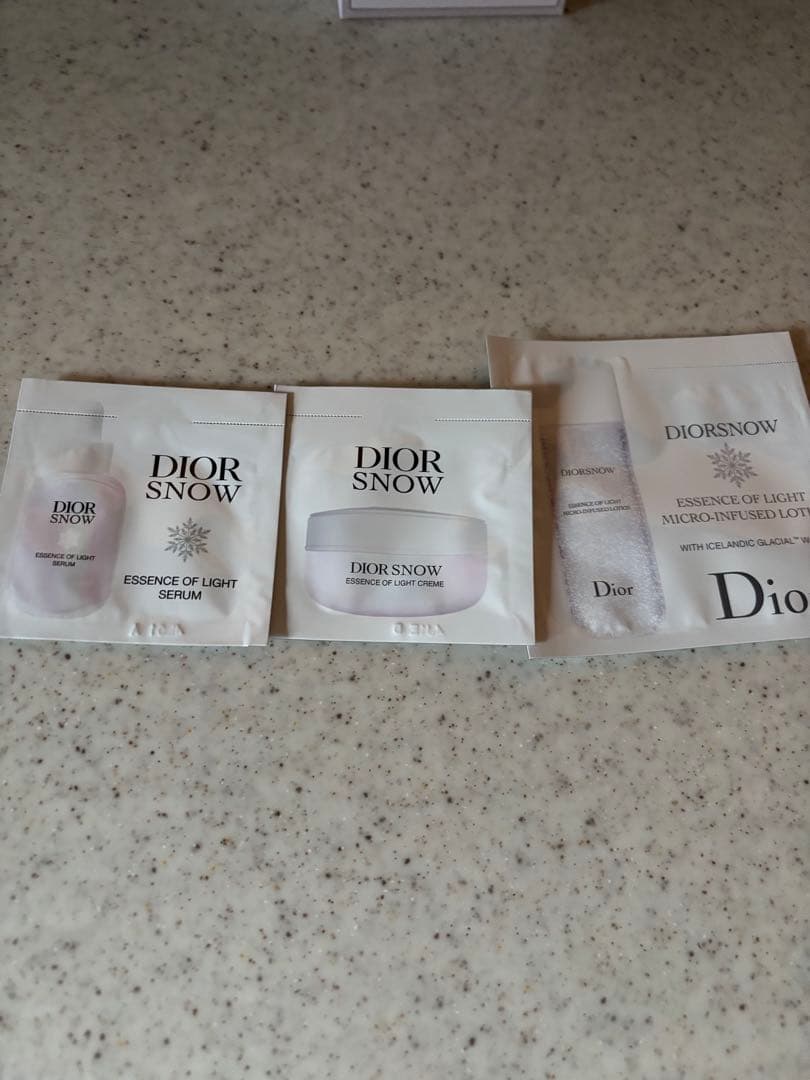 DIOR
SNOW
ESSENCE OF LIGHT
SERUM
DIOR
SNOW
ESSENCE OF LIGHT
SERUM
DIOR
SNOW
DIOR SNOW
ESSENCE OF LIGHT CREME
DIORSNOW
ESSENCE OF LIGHT
MICRO-INFUSED LOTION
Dior
DIORSNOW
ESSENCE OF LIGHT
MICRO-INFUSED LOTI
WITH ICELANDIC GLACIAL™ W
Dio